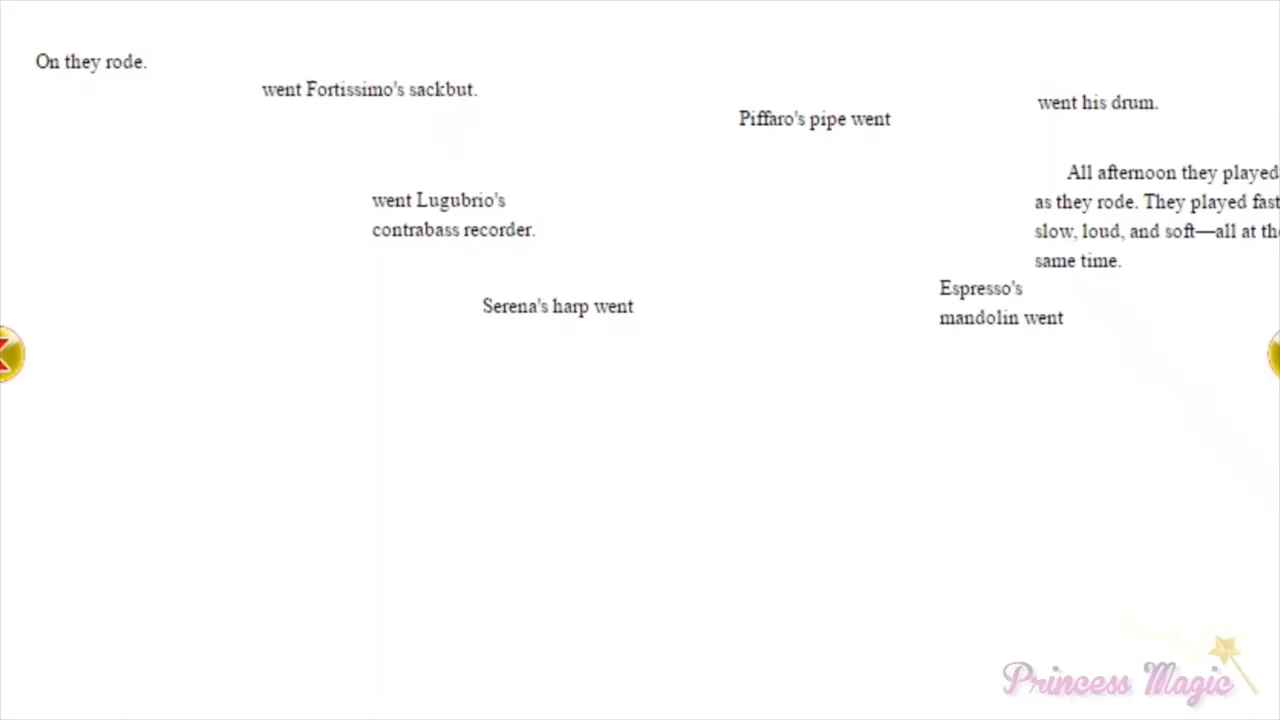 On they rode.
went Fortissimo's sackbut.
went Lugubrio's
contrabass recorder.
Serena's harp went
Piffaro's pipe went
went his drum.
Espresso's
mandolin went
All afternoon they played
as they rode. They played fast
slow, loud, and soft—all at the
same time.
Princess Magic